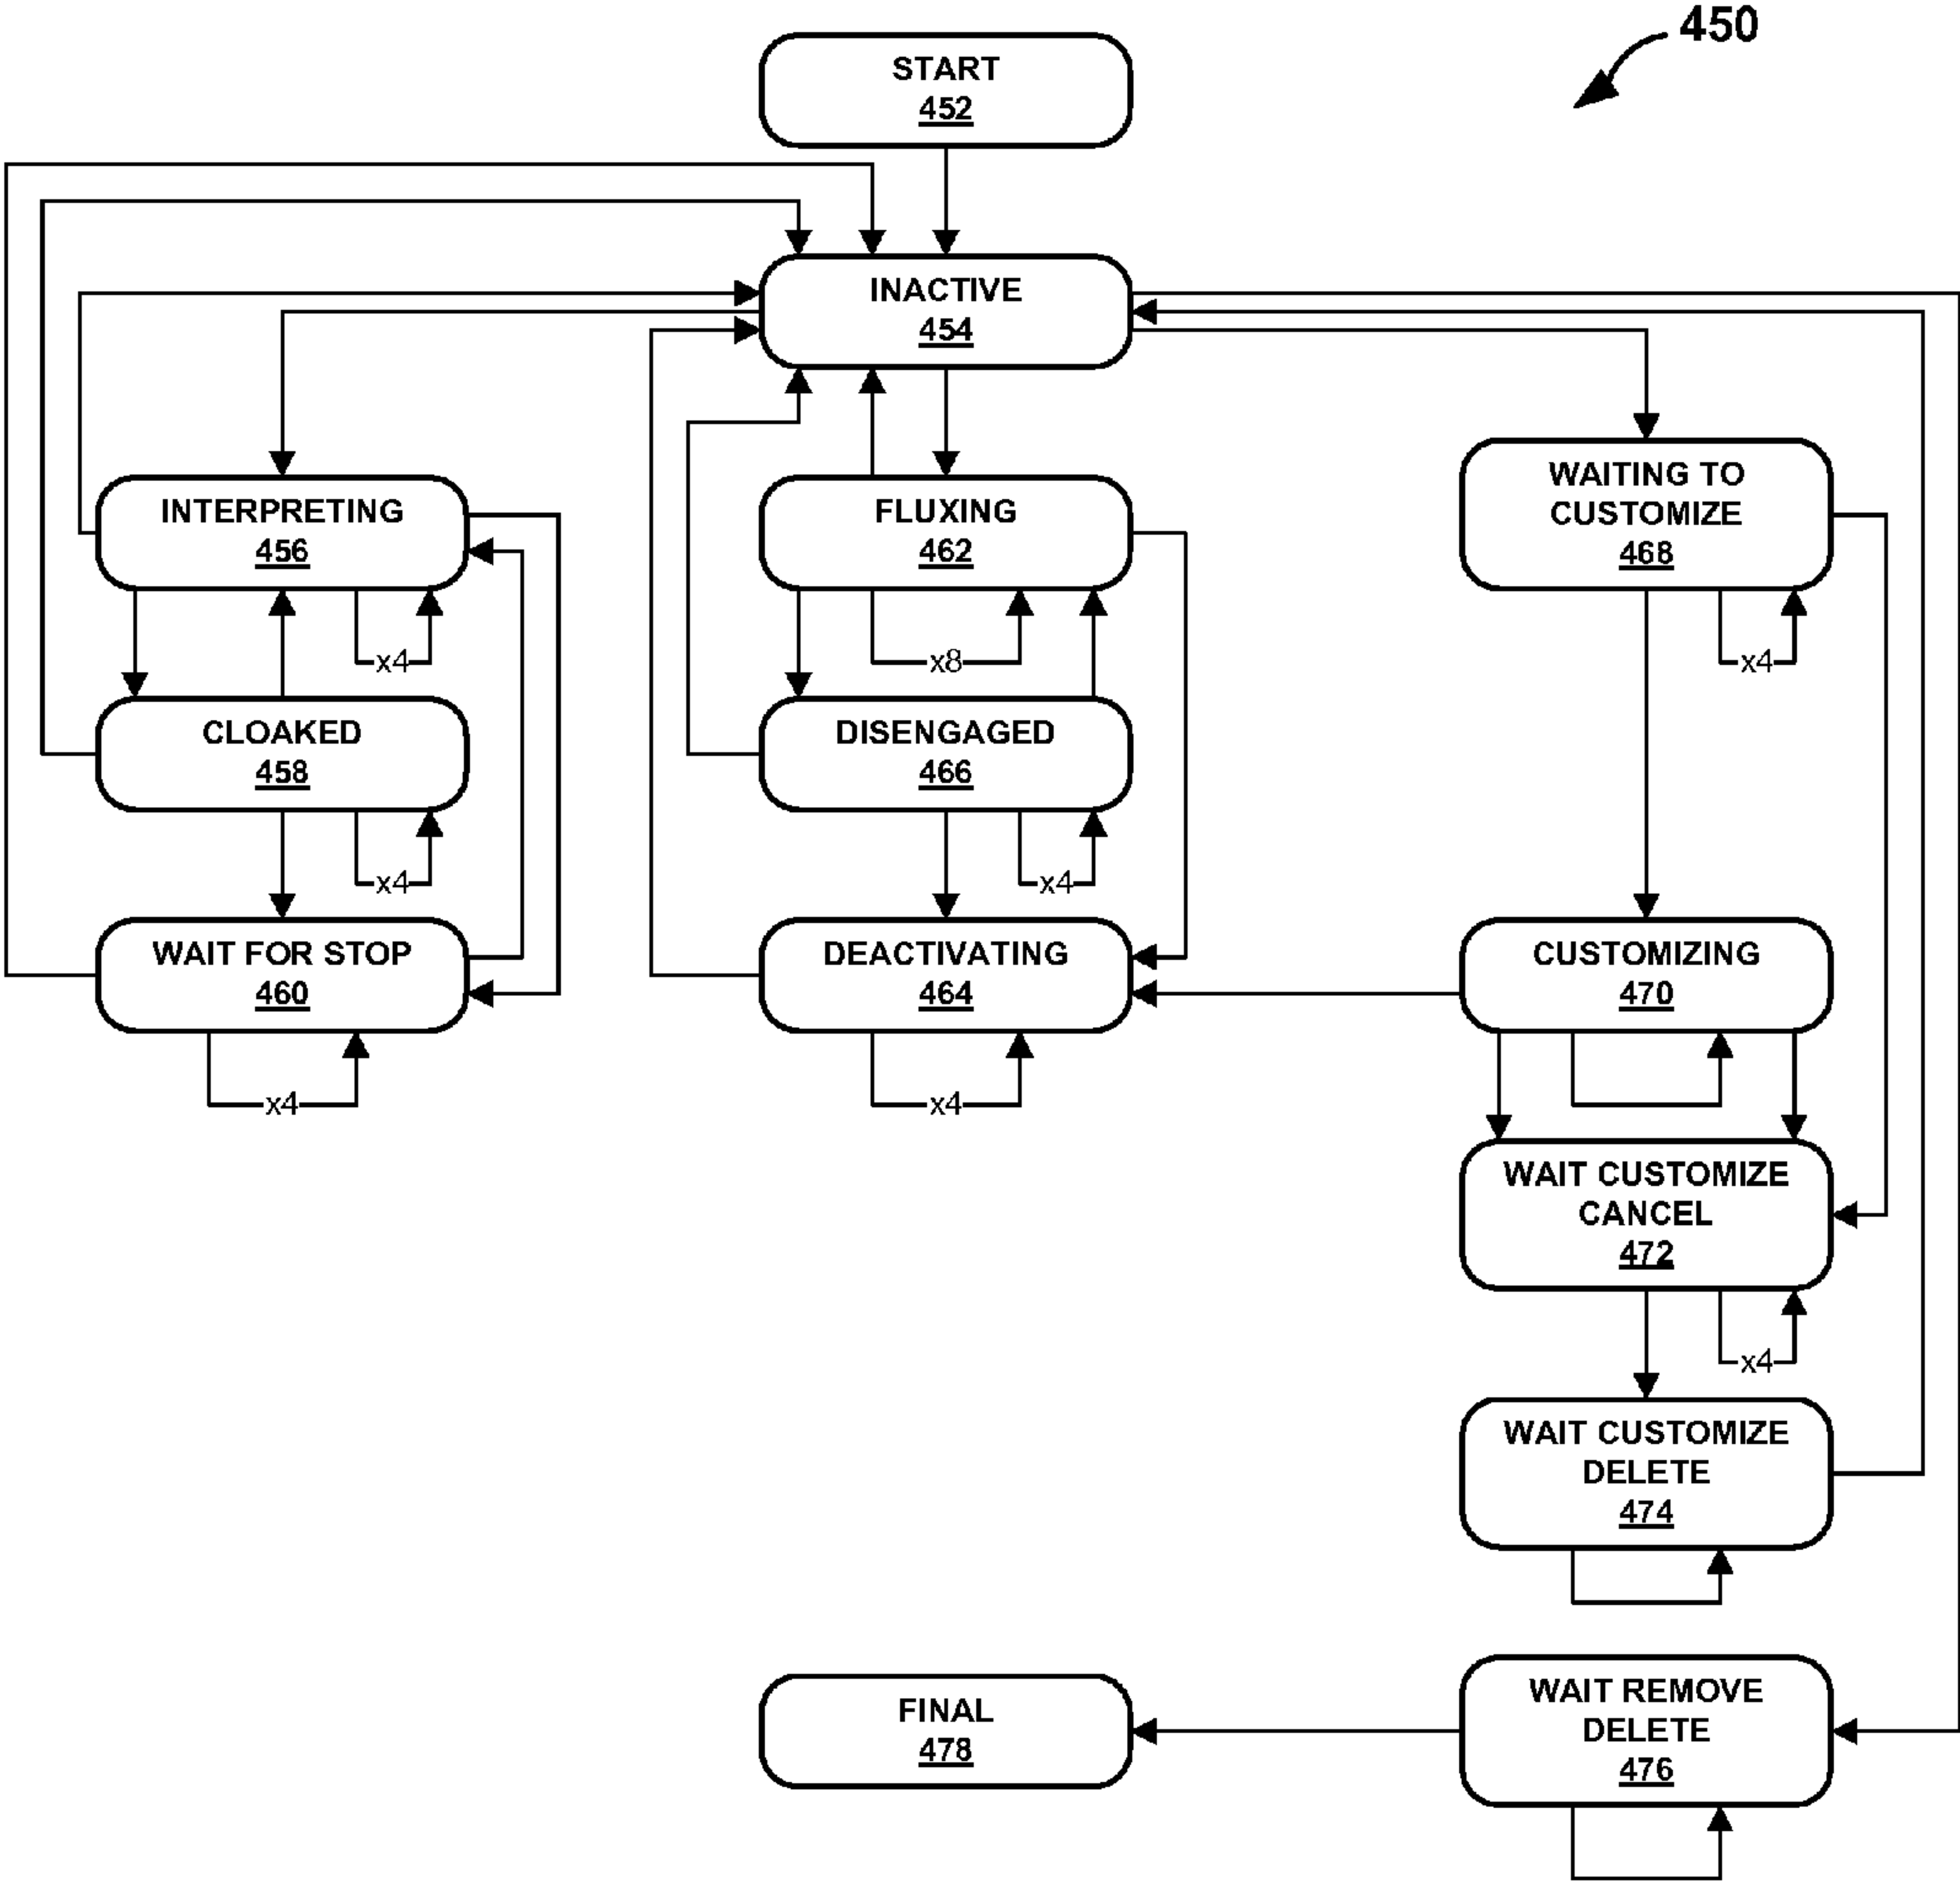 450
START
452
INACTIVE
454
INTERPRETING
456
FLUXING
462
WAITING TO
CUSTOMIZE
468
x4
x8
x4
CLOAKED
458
DISENGAGED
466
x4
x4
WAIT FOR STOP
460
DEACTIVATING
464
CUSTOMIZING
470
x4
x4
WAIT CUSTOMIZE
CANCEL
472
x4
WAIT CUSTOMIZE
DELETE
474
FINAL
478
WAIT REMOVE
DELETE
476